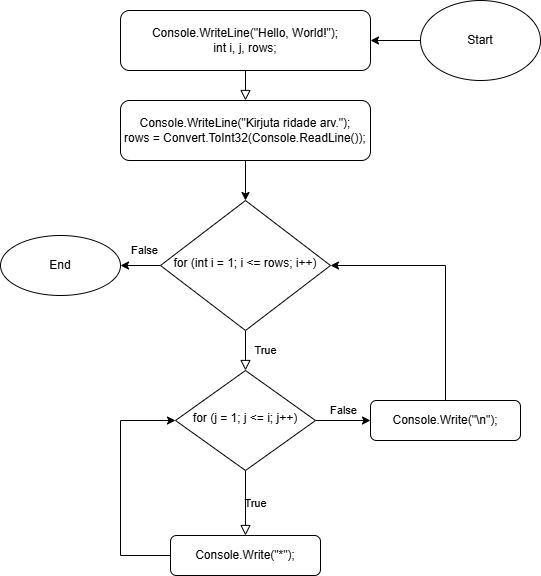 Start
Console.WriteLine("Hello, World!");
int i, j, rows;
Console.WriteLine("Kirjuta ridade arv.");
rows = Convert.ToInt32(Console.ReadLine());
for (int i = 1; i <= rows; i++)
False
End
True
for (j = 1; j <= i; j++)
False
Console.Write("\n");
True
Console.Write("*");